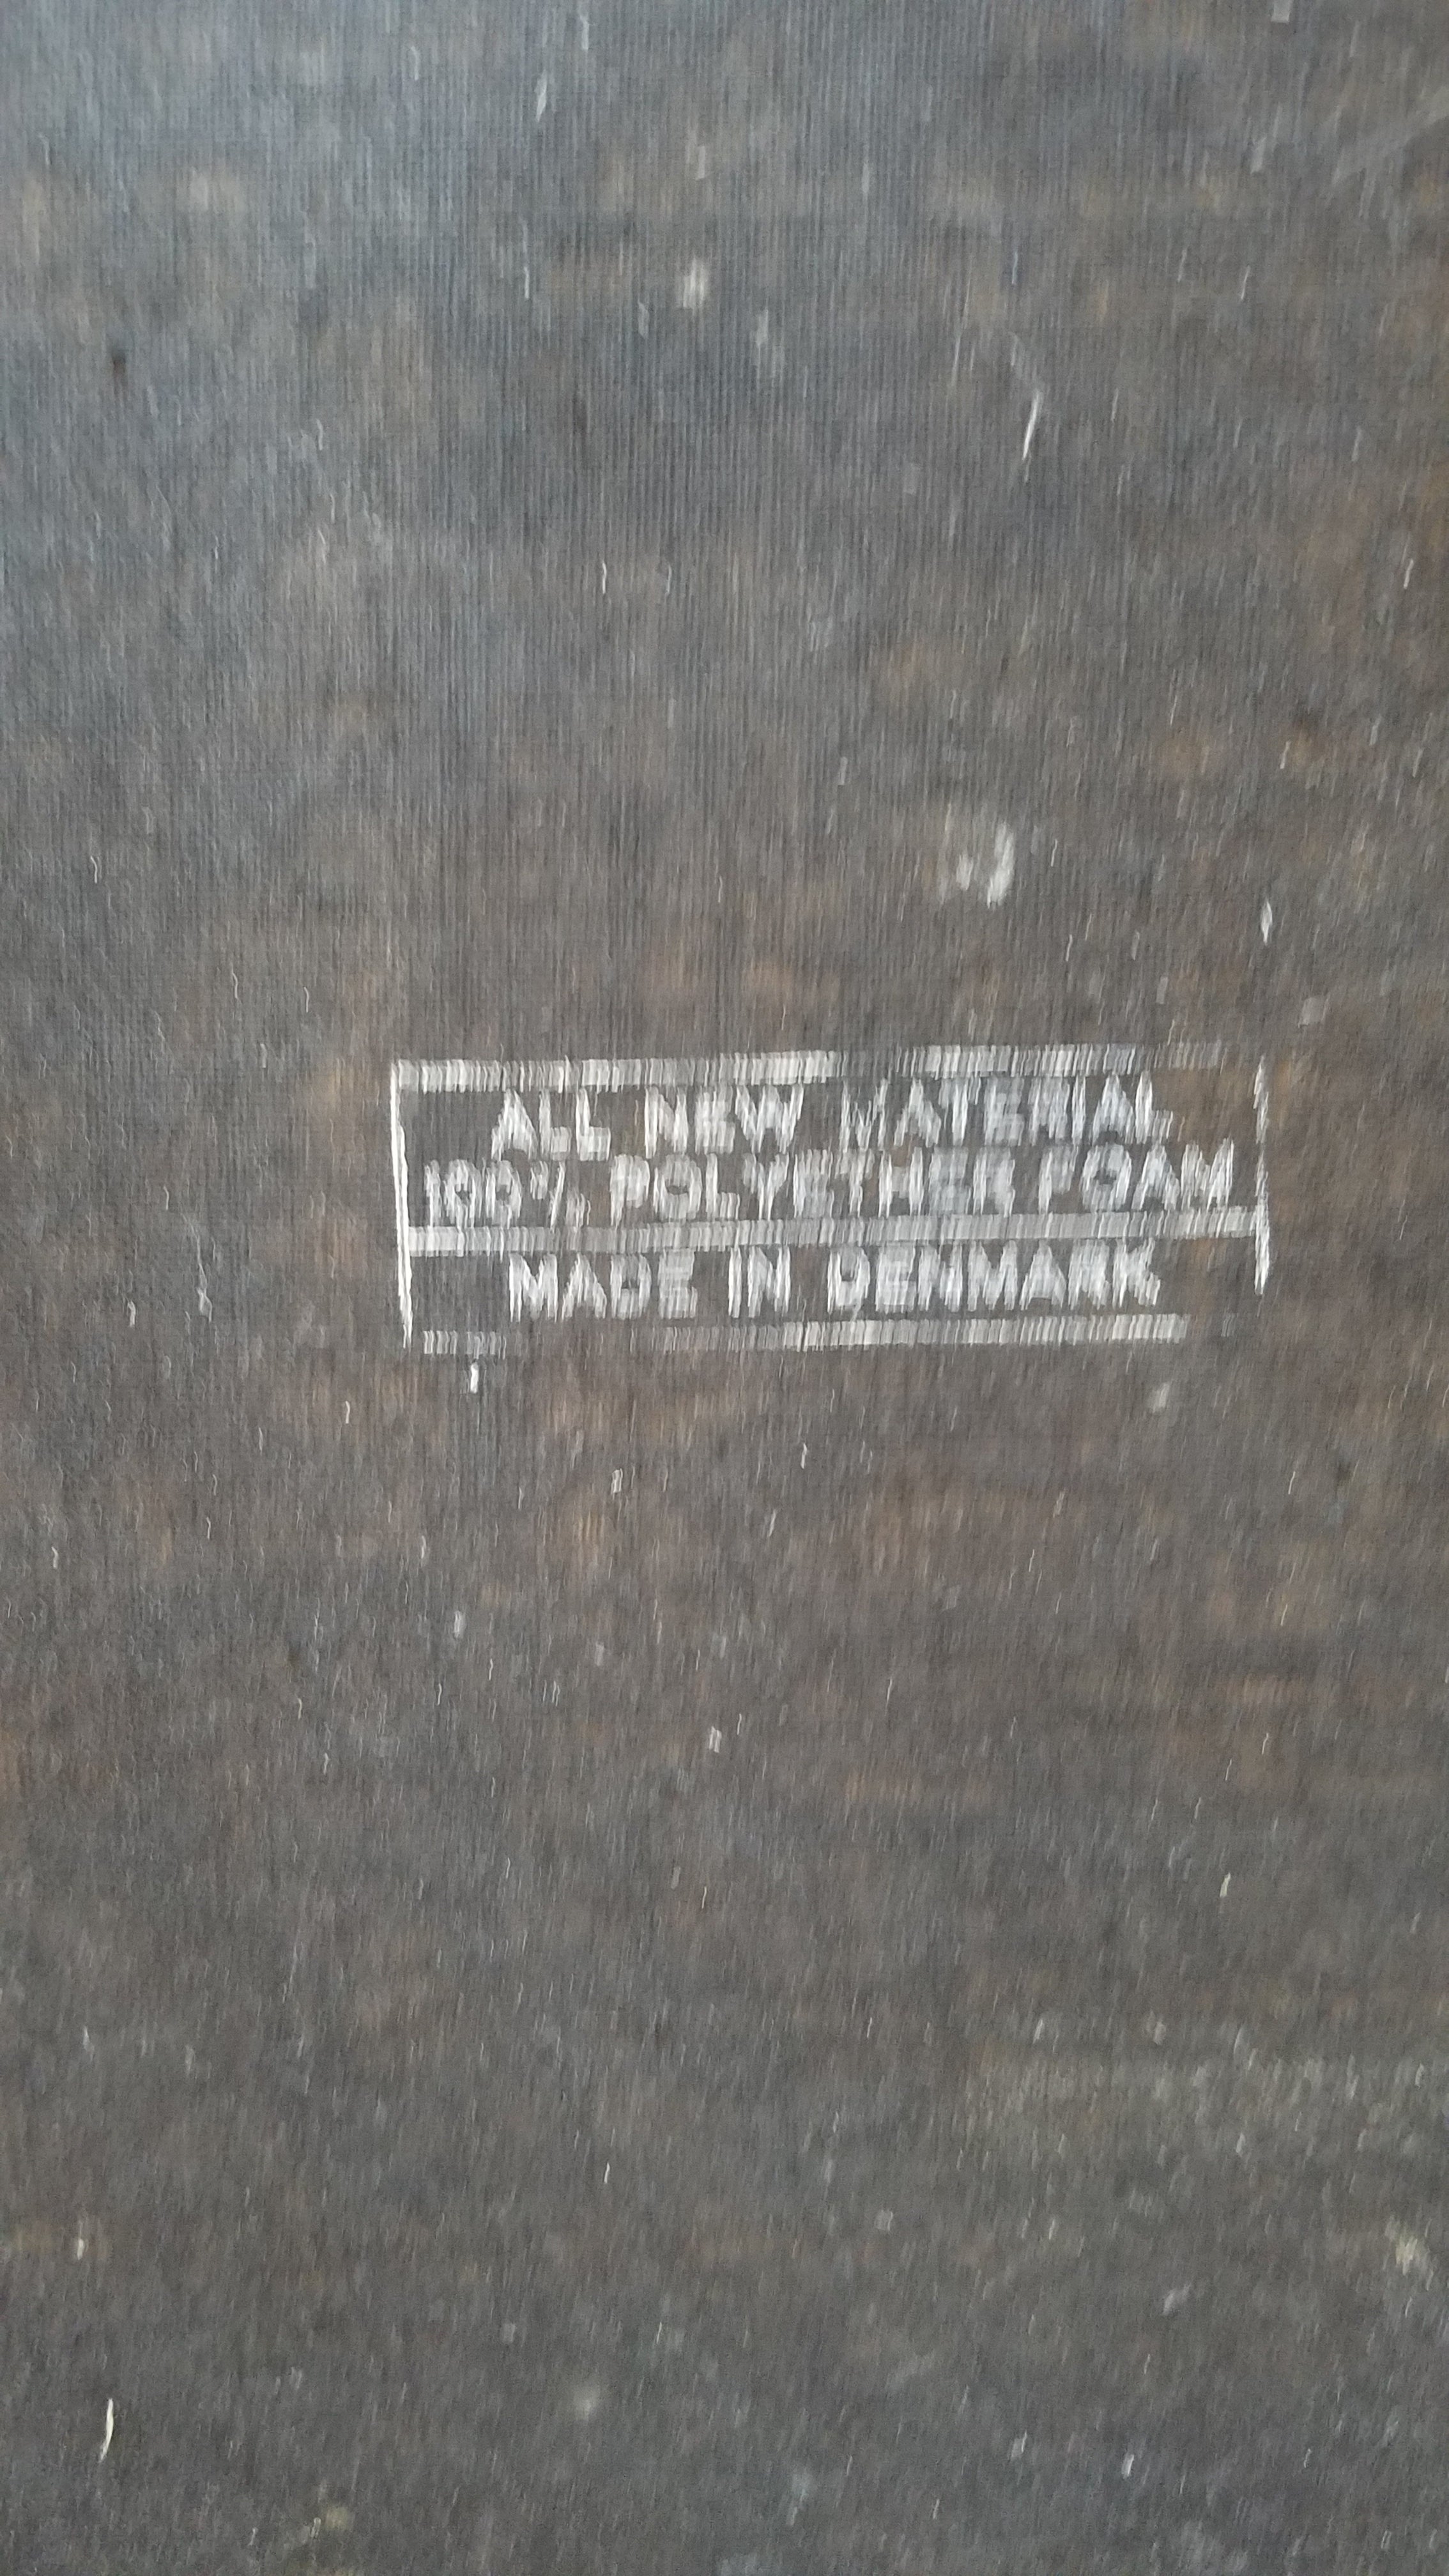 ALL NEW MATERIAL
100% POLYETHER FOAM
MADE IN DENMARK